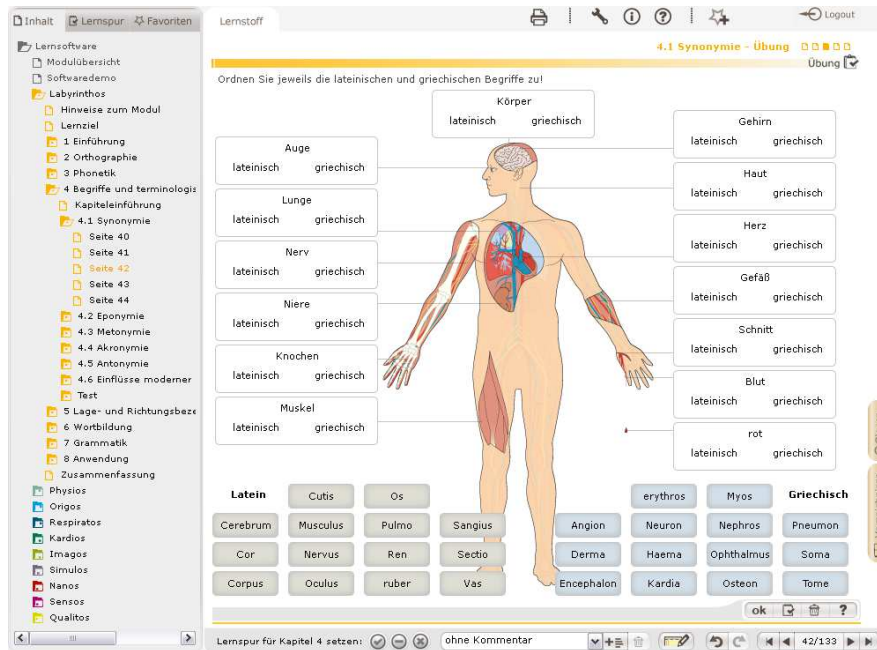 Inhalt Lernspur Favoriten Lernstoff Logout
Lernsoftware
Modulübersicht
Softwaredemo
Labyrinthos
Hinweise zum Modul
Lernziel
1 Einführung
2 Orthographie
3 Phonetik
4 Begriffe und terminologis
Kapiteleinführung
4.1 Synonymie
Seite 40
Seite 41
Seite 42
Seite 43
Seite 44
4.2 Eponymie
4.3 Metonymie
4.4 Akronymie
4.5 Antonymie
4.6 Einflüsse moderner
Test
5 Lage- und Richtungsbeze
6 Wortbildung
7 Grammatik
8 Anwendung
Zusammenfassung
Physios
Origos
Respiratos
Kardios
Imagos
Simulos
Nanos
Sensos
Qualitos
4.1 Synonymie - Übung
Übung
Ordnen Sie jeweils die lateinischen und griechischen Begriffe zu!
Körper
lateinisch griechisch
Auge
lateinisch griechisch
Lunge
lateinisch griechisch
Nerv
lateinisch griechisch
Niere
lateinisch griechisch
Knochen
lateinisch griechisch
Muskel
lateinisch griechisch
Gehirn
lateinisch griechisch
Haut
lateinisch griechisch
Herz
lateinisch griechisch
Gefäß
lateinisch griechisch
Schnitt
lateinisch griechisch
Blut
lateinisch griechisch
rot
lateinisch griechisch
Latein Cutis Os erythros Myos Griechisch
Cerebrum Musculus Pulmo Sangius Angion Neuron Nephros Pneumon
Cor Nervus Ren Sectio Derma Haema Ophthalmus Soma
Corpus Oculus ruber Vas Encephalon Kardia Osteon Tome
ok ?
Lernspur für Kapitel 4 setzen: ohne Kommentar 42/133